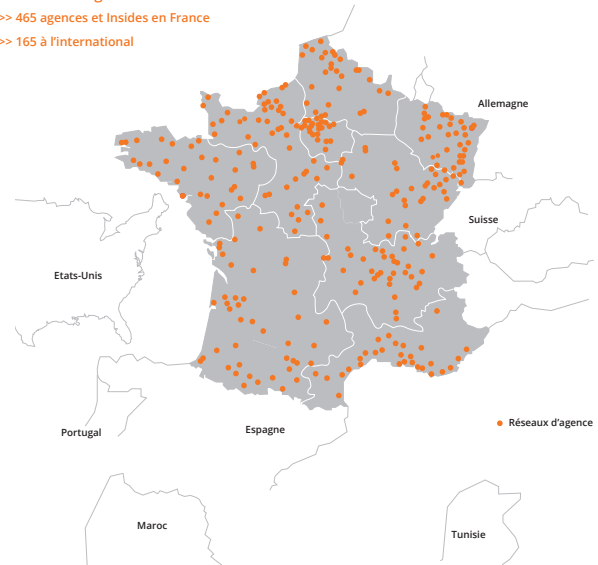 >> 465 agences et Insides en France
>> 165 à l'international
Allemagne
Suisse
Etats-Unis
Réseaux d'agence
Portugal
Espagne
Maroc
Tunisie